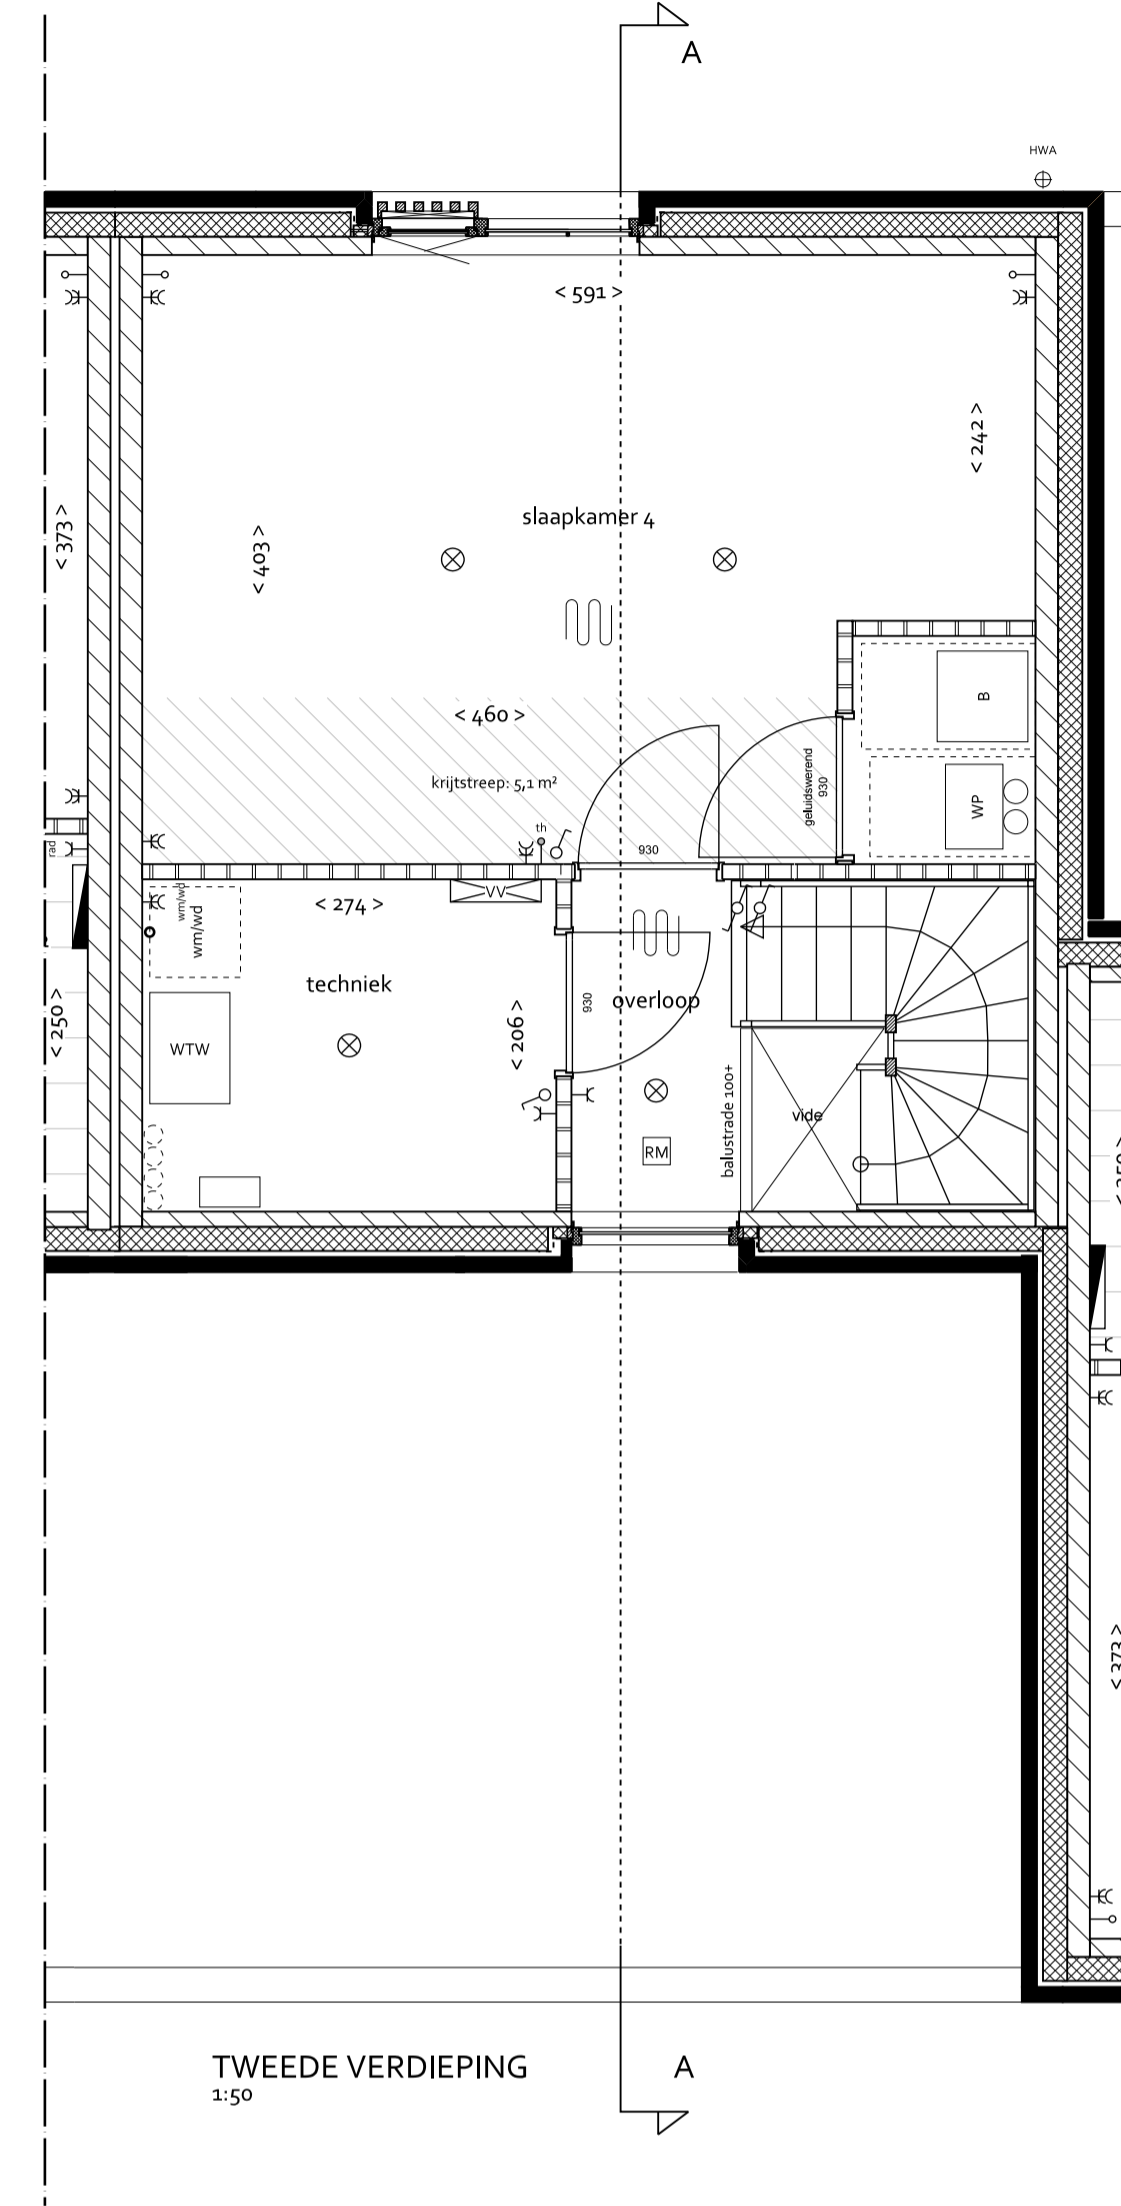 A
HWA
< 591 >
< 242 >
< 373 >
< 403 >
slaapkamer 4
B
< 460 >
krijtstreep: 5,1 m²
geluidswerend
930
WP
th
930
rad
wm/wd
wm/wd
< 274 >
VV
techniek
930
overloop
< 250 >
WTW
< 206 >
RM
balustrade 100+
vide
< 373 >
TWEEDE VERDIEPING
1:50
A